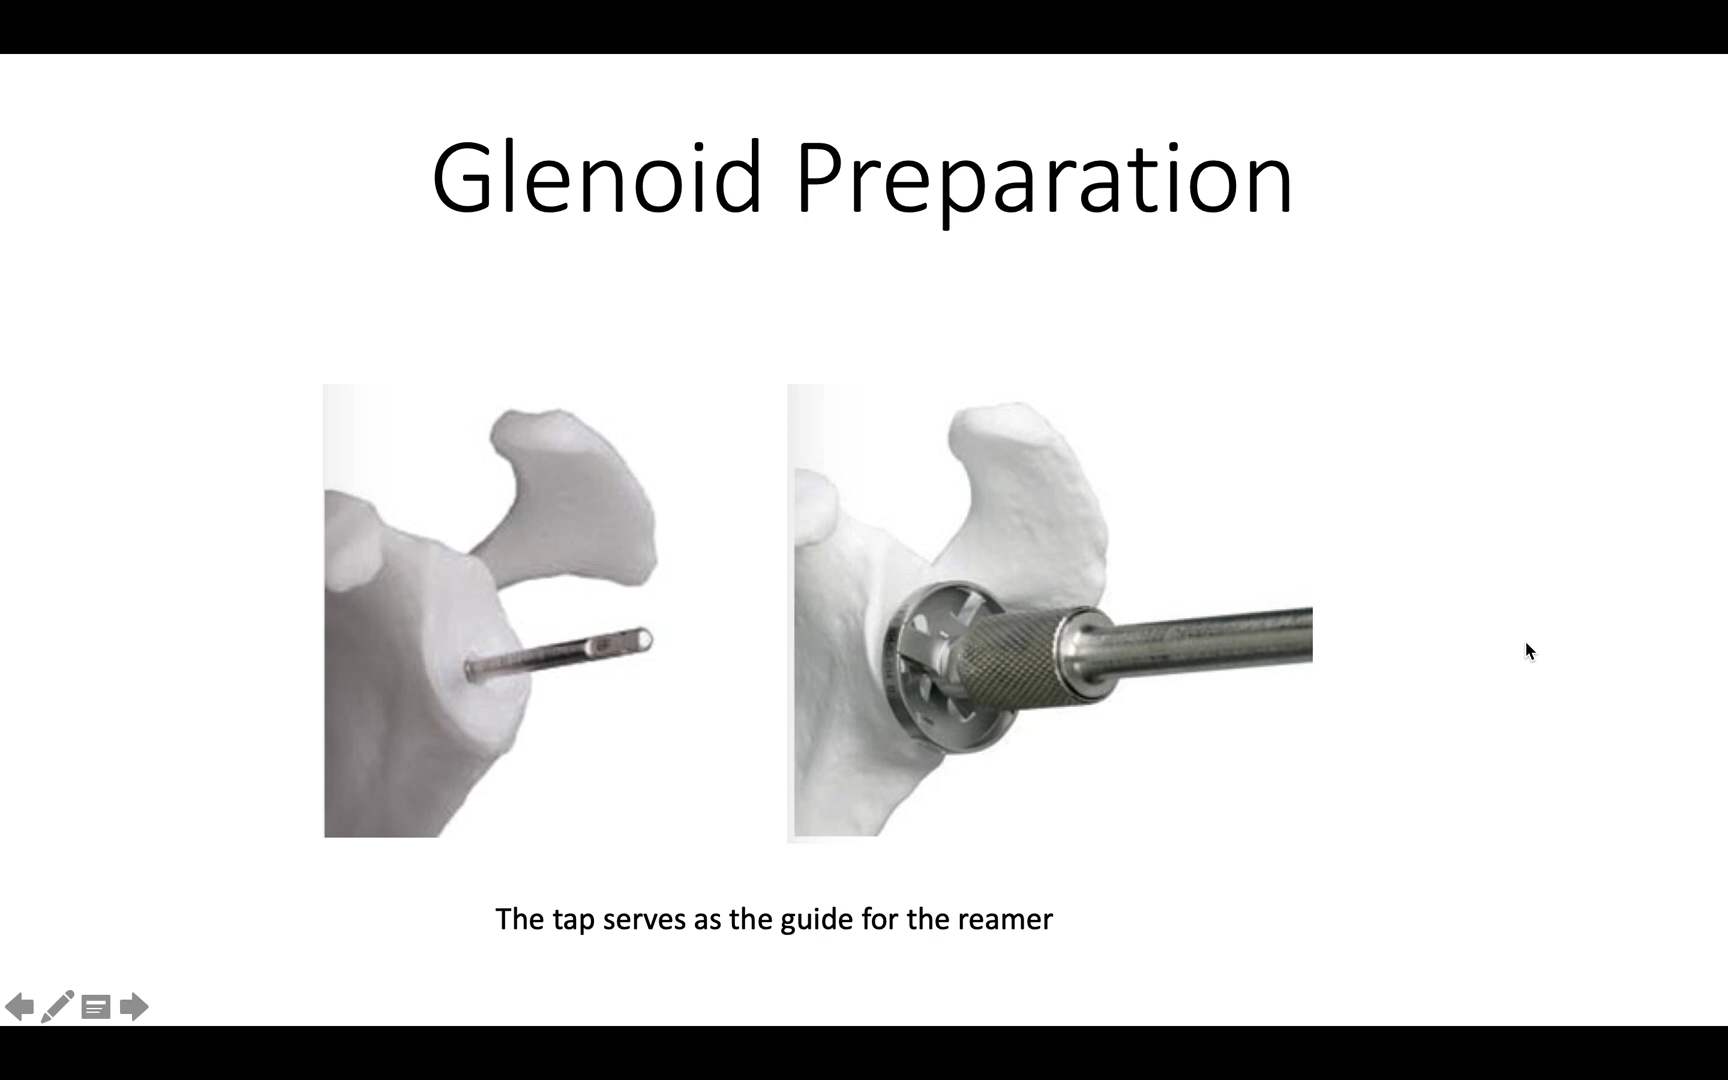 Glenoid Preparation
The tap serves as the guide for the reamer